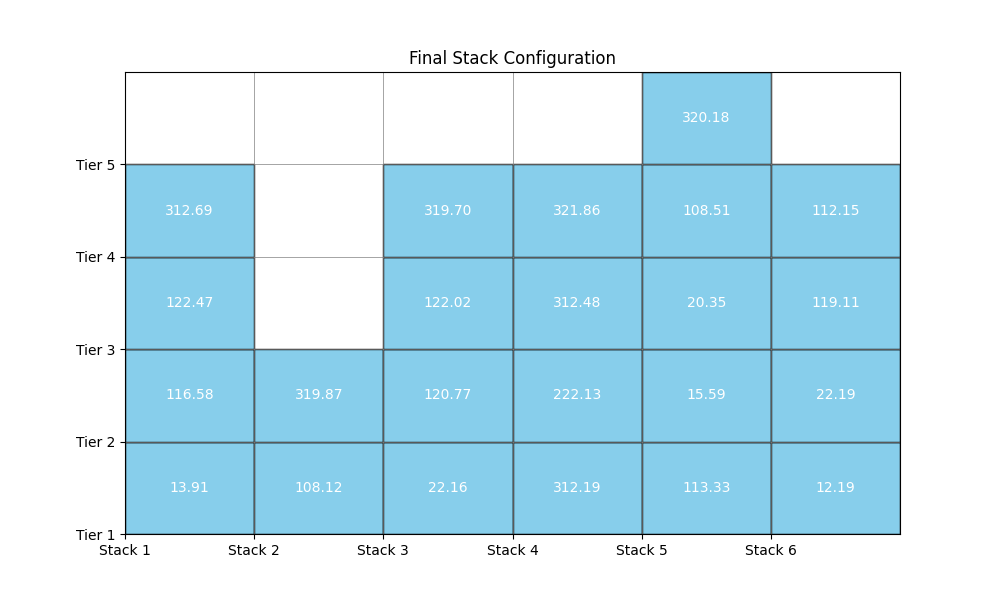 Final Stack Configuration
320.18
Tier 5
312.69 319.70 321.86 108.51 112.15
Tier 4
122.47 122.02 312.48 20.35 119.11
Tier 3
116.58 319.87 120.77 222.13 15.59 22.19
Tier 2
13.91 108.12 22.16 312.19 113.33 12.19
Tier 1
Stack 1 Stack 2 Stack 3 Stack 4 Stack 5 Stack 6